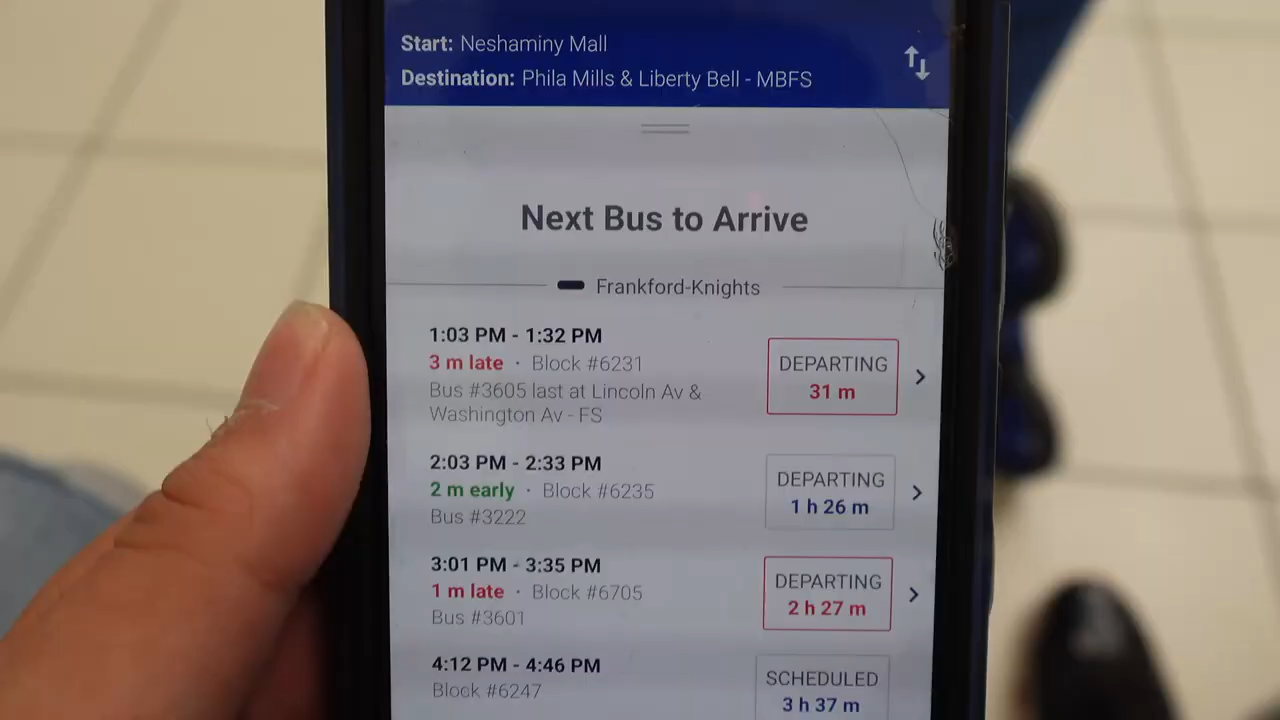 Start: Neshaminy Mall
Destination: Phila Mills & Liberty Bell - MBFS
Next Bus to Arrive
Frankford-Knights
1:03 PM - 1:32 PM
3 m late · Block #6231
Bus #3605 last at Lincoln Av &
Washington Av - FS
DEPARTING
31 m
2:03 PM - 2:33 PM
2 m early · Block #6235
Bus #3222
DEPARTING
1 h 26 m
3:01 PM - 3:35 PM
1 m late · Block #6705
Bus #3601
DEPARTING
2 h 27 m
4:12 PM - 4:46 PM
Block #6247
SCHEDULED
3 h 37 m